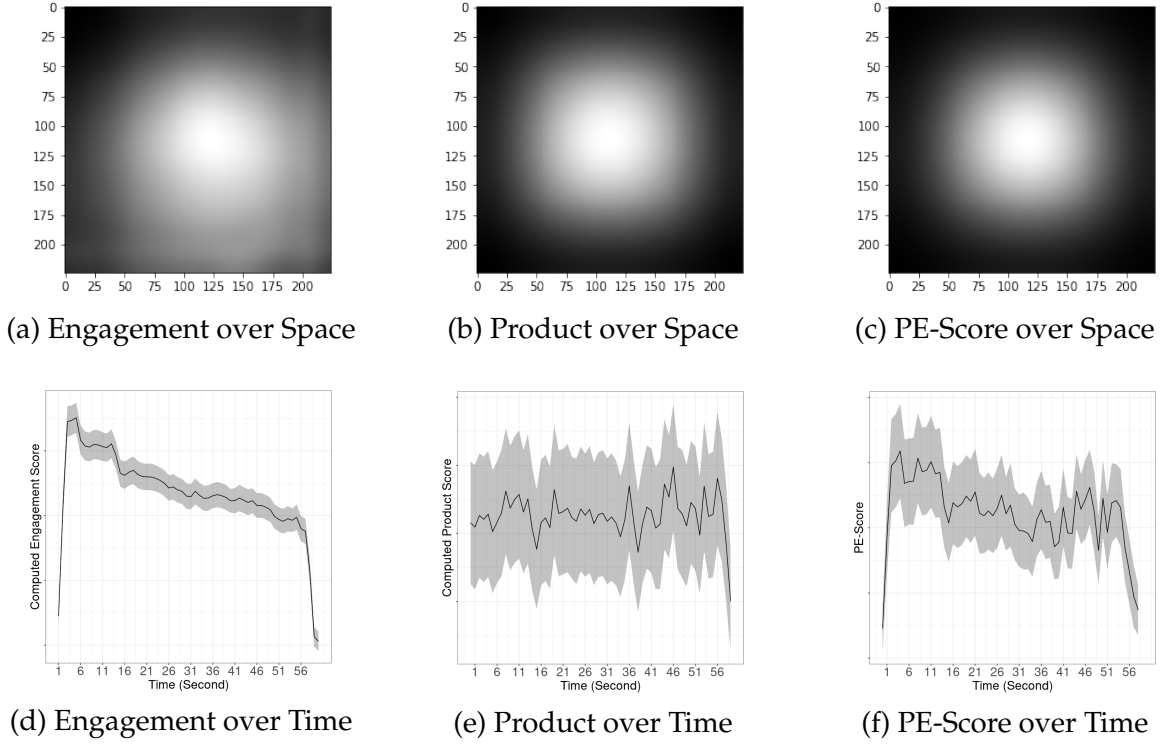 0
25
50
75
100
125
150
175
200
0 25 50 75 100 125 150 175 200
(a) Engagement over Space
0
25
50
75
100
125
150
175
200
0 25 50 75 100 125 150 175 200
(b) Product over Space
0
25
50
75
100
125
150
175
200
0 25 50 75 100 125 150 175 200
(c) PE-Score over Space
Computed Engagement Score
1 6 11 16 21 26 31 36 41 46 51 56
Time (Second)
(d) Engagement over Time
Computed Product Score
1 6 11 16 21 26 31 36 41 46 51 56
Time (Second)
(e) Product over Time
PE-Score
1 6 11 16 21 26 31 36 41 46 51 56
Time (Second)
(f) PE-Score over Time